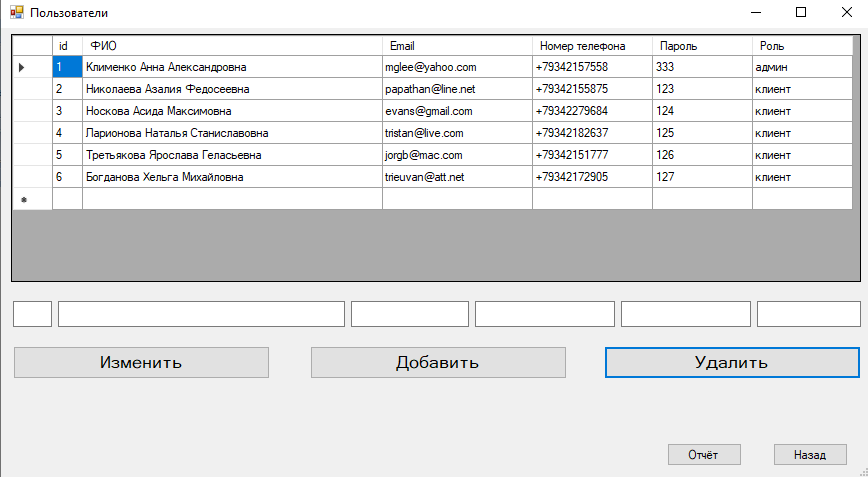 Пользователи
id ФИО Email Номер телефона Пароль Роль
1 Клименко Анна Александровна mglee@yahoo.com +79342157558 333 админ
2 Николаева Азалия Федосеевна papathan@line.net +79342155875 123 клиент
3 Носкова Асида Максимовна evans@gmail.com +79342279684 124 клиент
4 Ларионова Наталья Станиславовна tristan@live.com +79342182637 125 клиент
5 Третьякова Ярослава Геласьевна jorgb@mac.com +79342151777 126 клиент
6 Богданова Хельга Михайловна trieuvan@att.net +79342172905 127 клиент
Изменить Добавить Удалить
Отчёт Назад